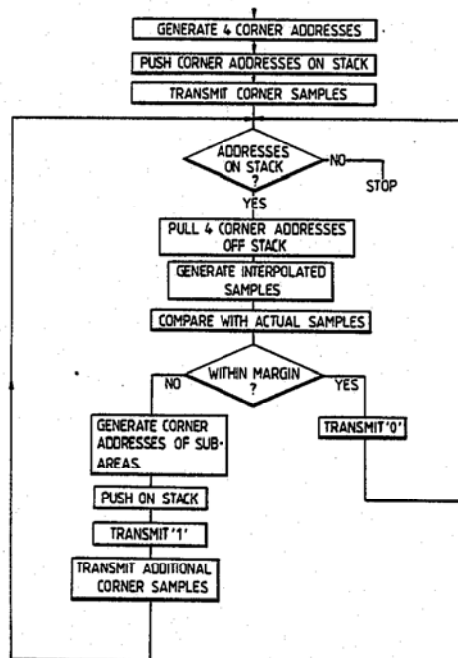 GENERATE 4 CORNER ADDRESSES
PUSH CORNER ADDRESSES ON STACK
TRANSMIT CORNER SAMPLES
ADDRESSES
ON STACK
?
NO
STOP
YES
PULL 4 CORNER ADDRESSES
OFF STACK
GENERATE INTERPOLATED
SAMPLES
COMPARE WITH ACTUAL SAMPLES
WITHIN MARGIN
?
NO
YES
GENERATE CORNER
ADDRESSES OF SUB-
AREAS.
TRANSMIT '0'
PUSH ON STACK
TRANSMIT '1'
TRANSMIT ADDITIONAL
CORNER SAMPLES